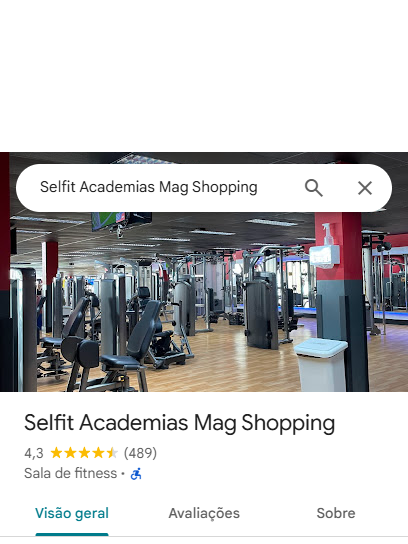 Selfit Academias Mag Shopping
Selfit Academias Mag Shopping
4,3 (489)
Sala de fitness ·
Visão geral Avaliações Sobre